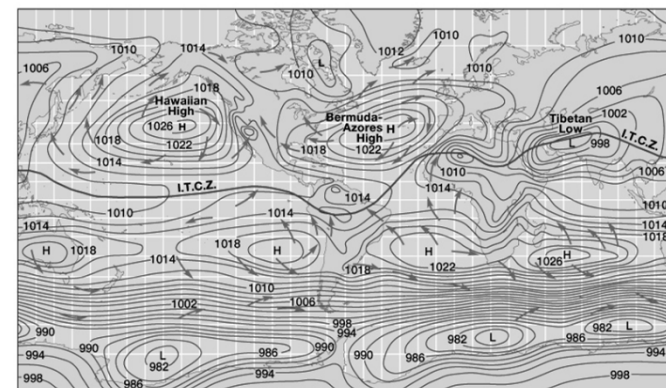 1010
1014
1012
1010
1010
1006
L
1010
1010
1018
1006
Hawaiian
High
1026 H
1002
Bermuda-
Azores H
High
Tibetan
Low
L
998
I.T.C.Z.
1018
1022
1018
1022
1014
1010
1006
I.T.C.Z.
1014
1014
1010
1014
1010
1014
1014
1018
H
1018
1018
H
H
H
1014
1018
1022
1026
1010
1002
1006
990
998
994
982
L
982
L
986
990
994
L
982
986
990
990
986
994
998
986
994
998